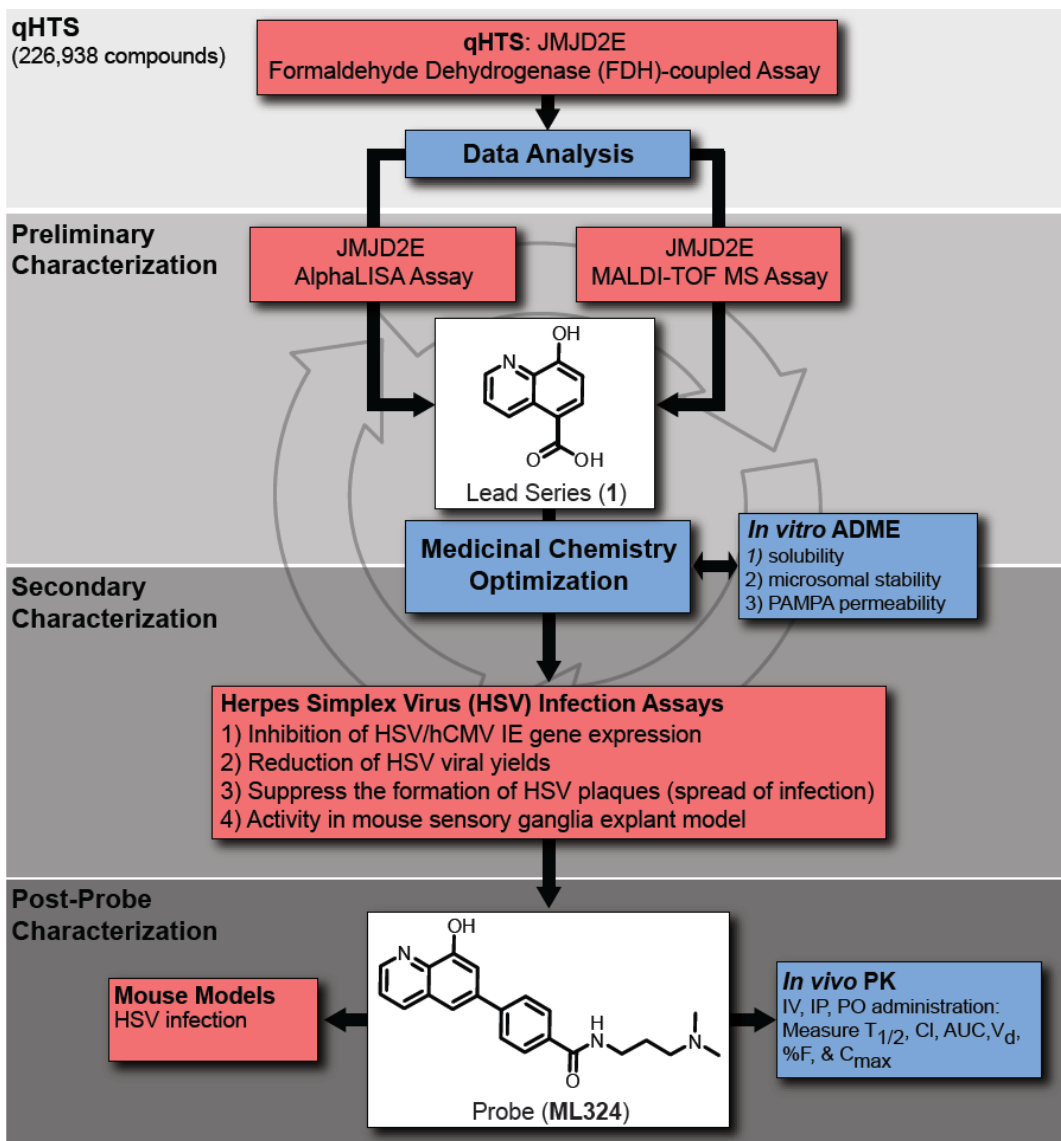 qHTS
(226,938 compounds)
qHTS: JMJD2E
Formaldehyde Dehydrogenase (FDH)-coupled Assay
Data Analysis
Preliminary
Characterization
JMJD2E
AlphaLISA Assay
JMJD2E
MALDI-TOF MS Assay
OH
N
O
OH
Lead Series (1)
Medicinal Chemistry
Optimization
In vitro ADME
1) solubility
2) microsomal stability
3) PAMPA permeability
Secondary
Characterization
Herpes Simplex Virus (HSV) Infection Assays
1) Inhibition of HSV/hCMV IE gene expression
2) Reduction of HSV viral yields
3) Suppress the formation of HSV plaques (spread of infection)
4) Activity in mouse sensory ganglia explant model
Post-Probe
Characterization
OH
N
H
N
N
O
Probe (ML324)
Mouse Models
HSV infection
In vivo PK
IV, IP, PO administration:
Measure T1/2, Cl, AUC,Vd,
%F, & Cmax